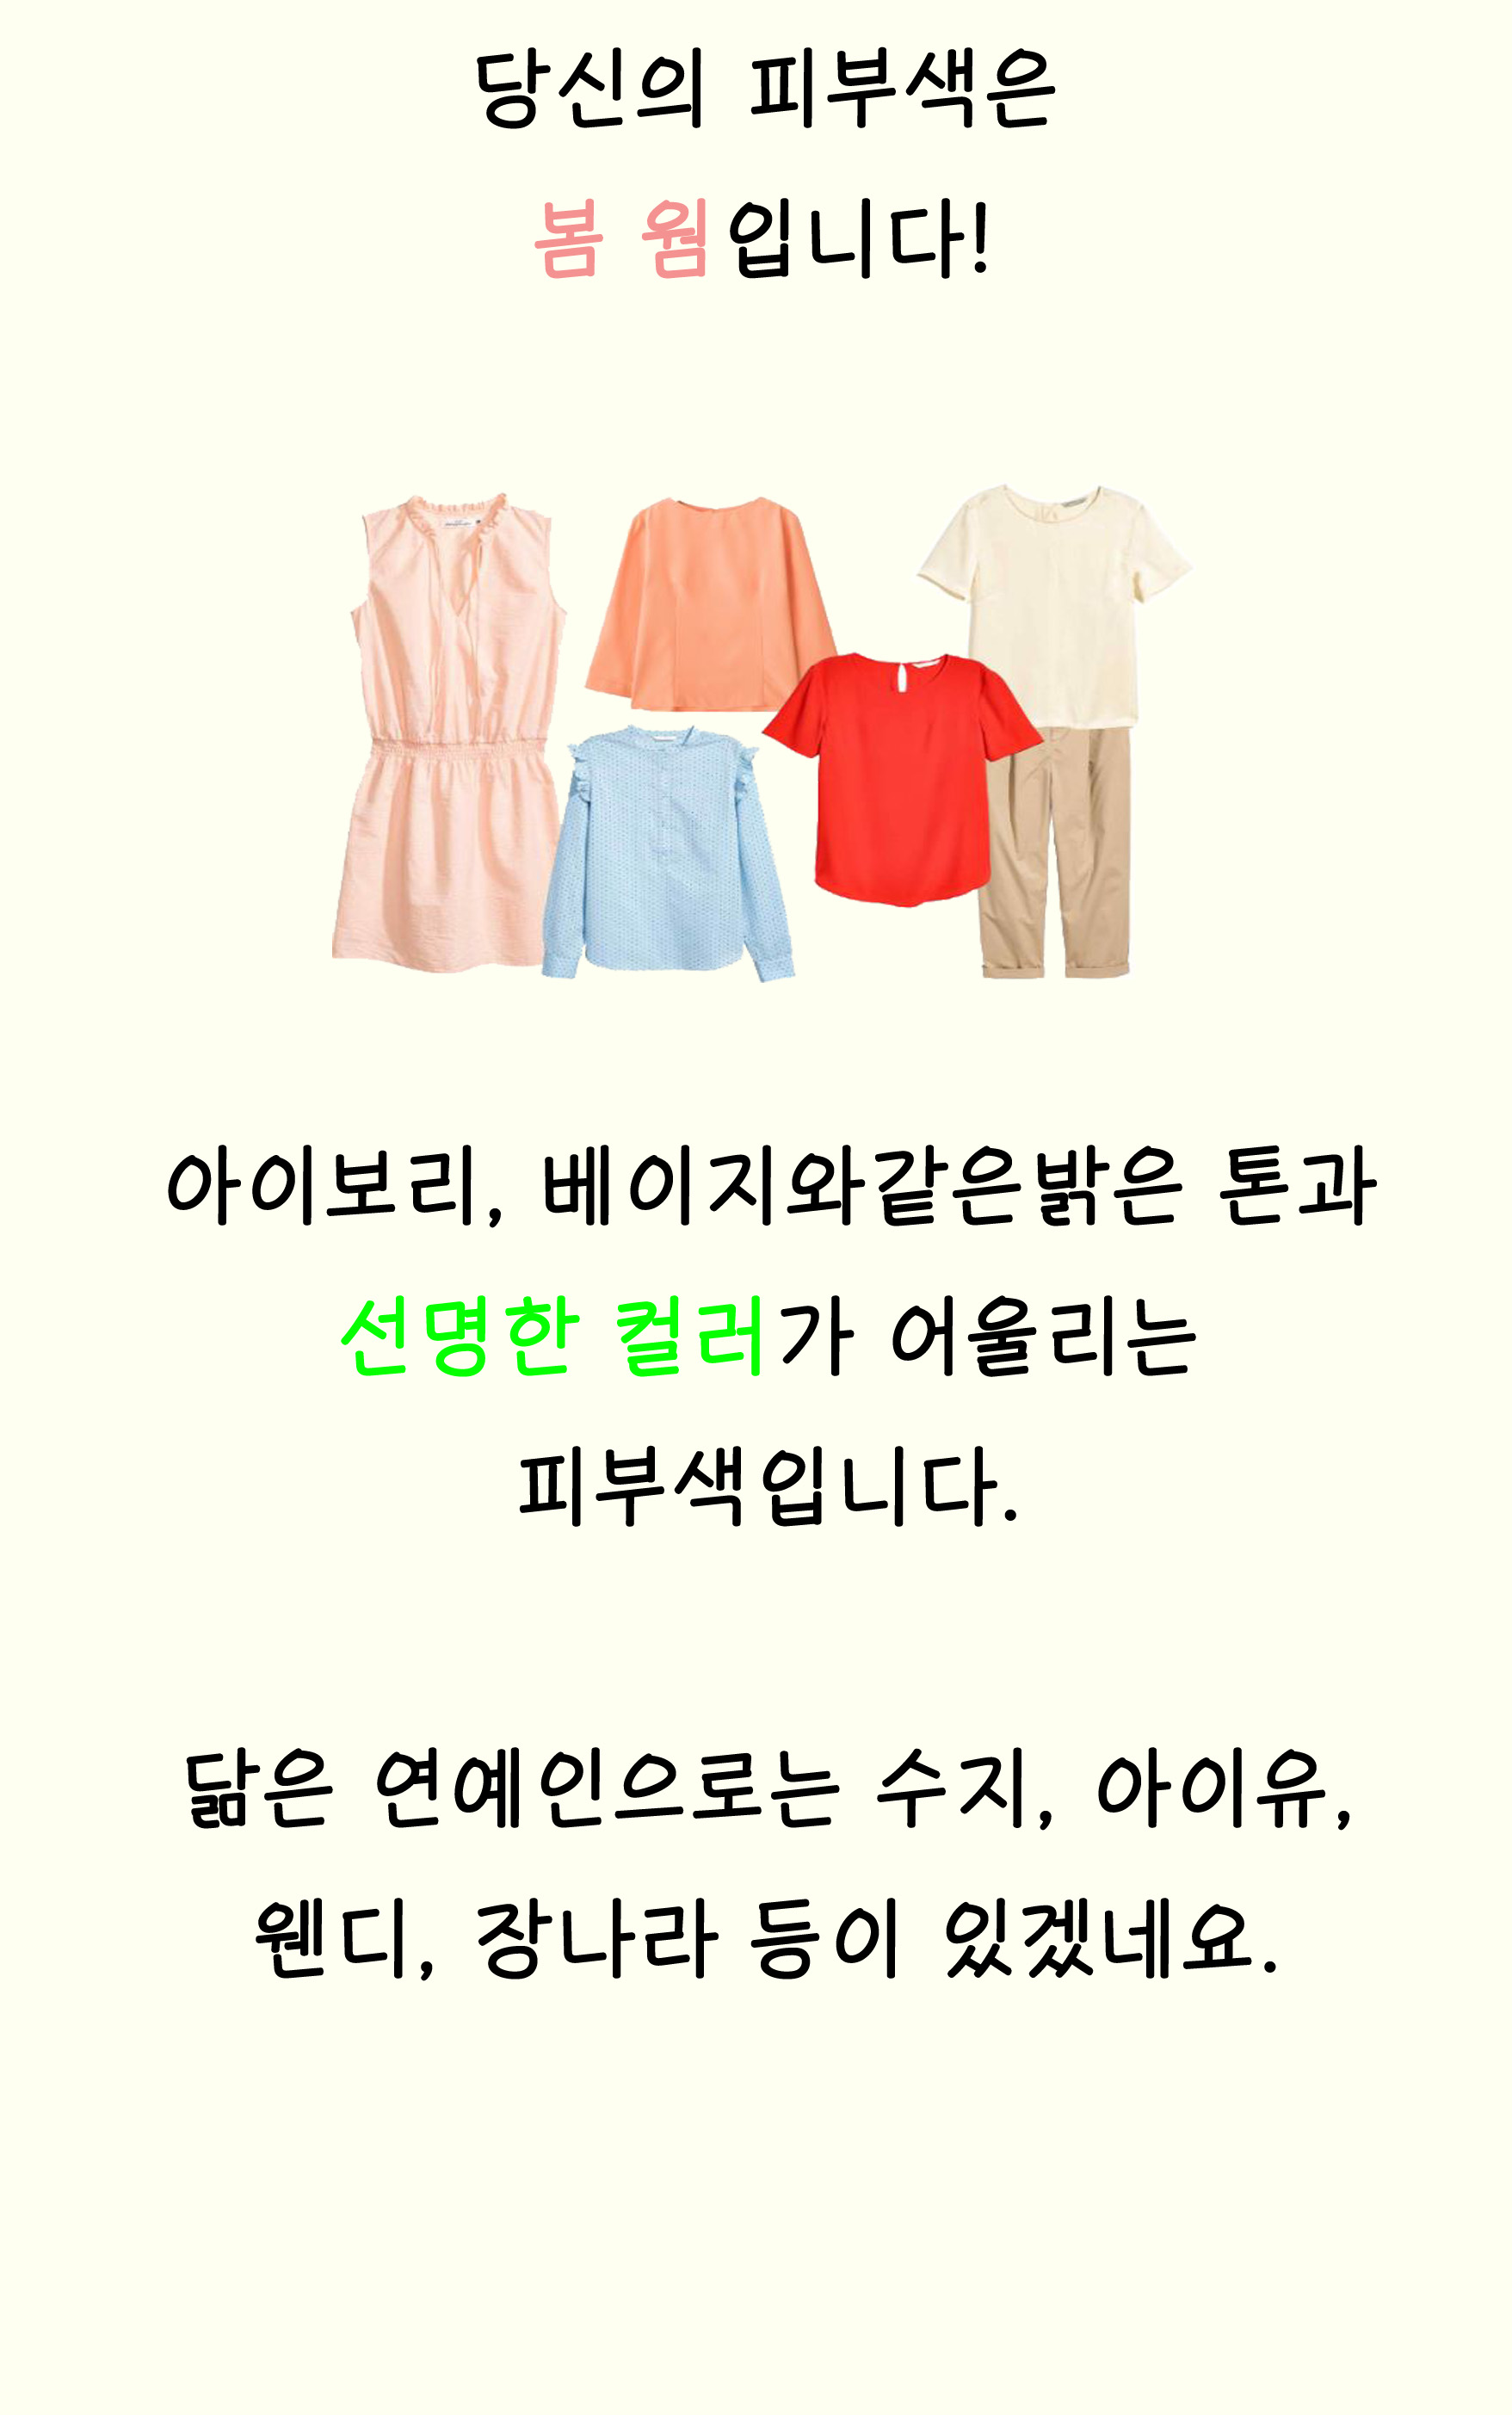 당신의 피부색은
봄 웜입니다!
아이보리, 베이지와같은밝은 톤과
선명한 컬러가 어울리는
피부색입니다.
닮은 연예인으로는 수지, 아이유,
웬디, 장나라 등이 있겠네요.